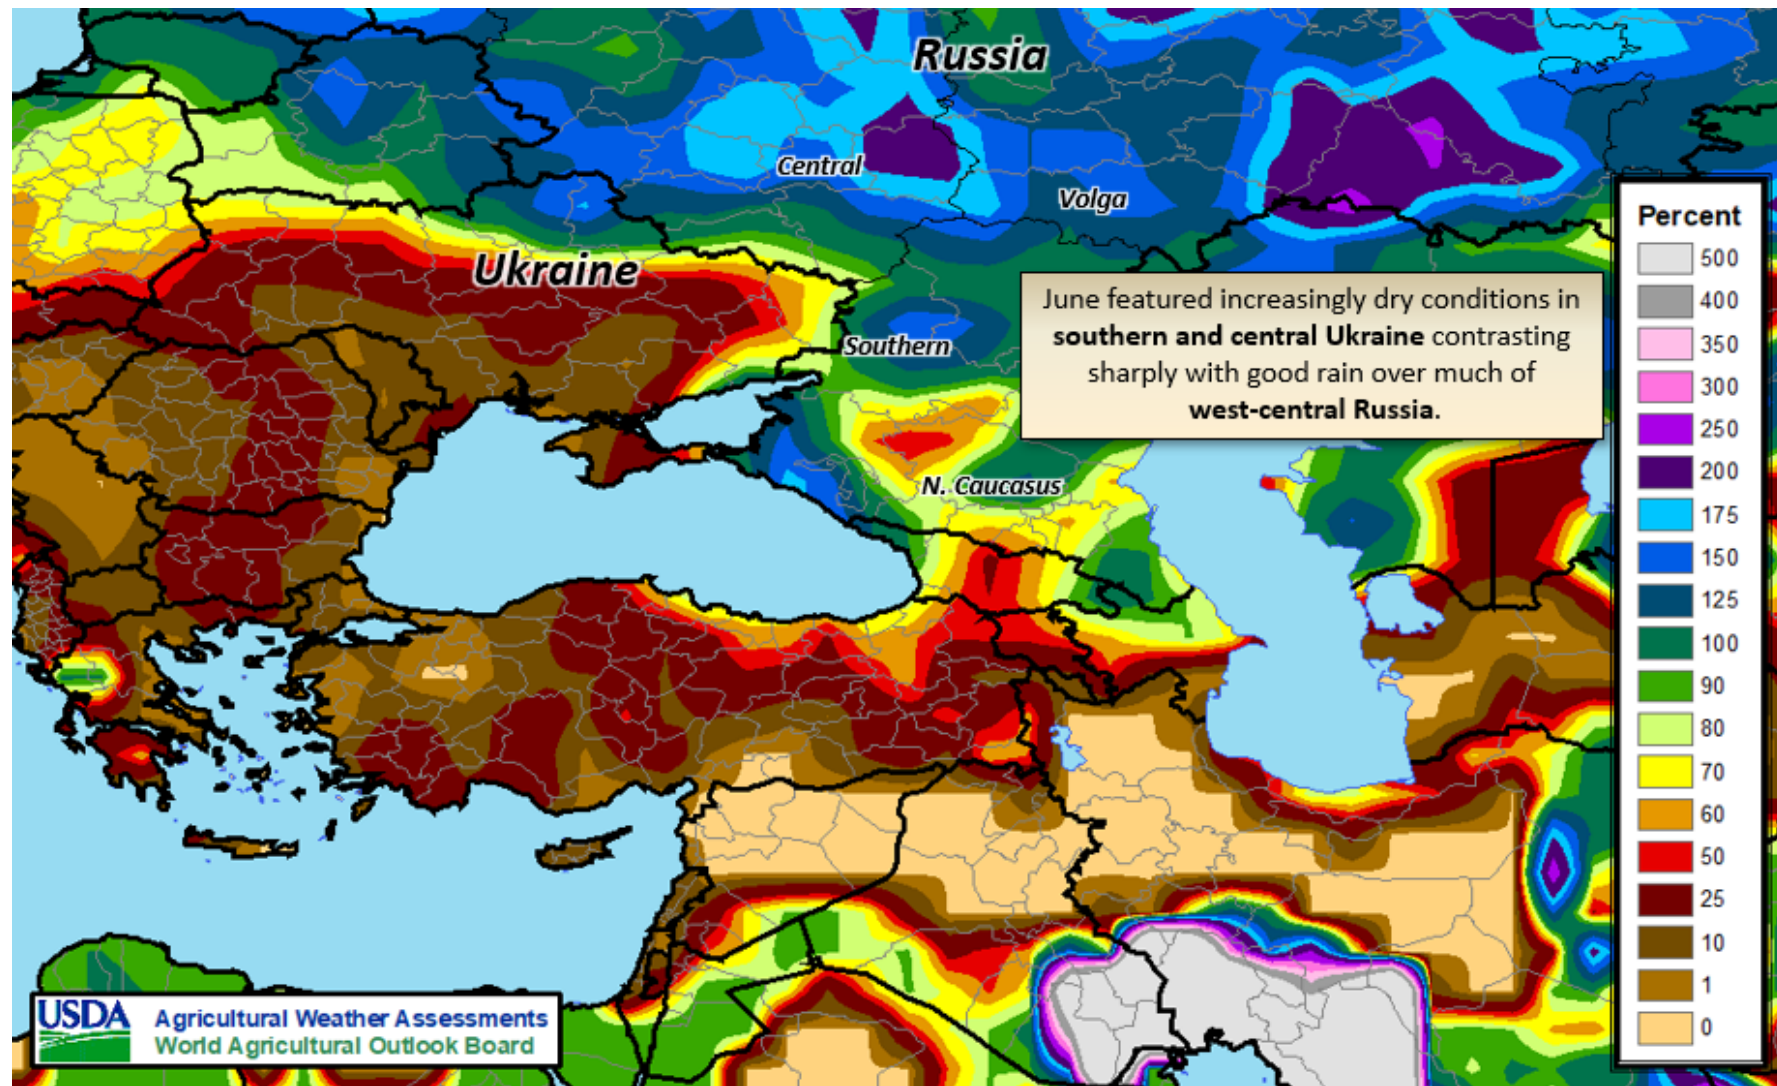 Russia
Central
Volga
Ukraine
Southern
N. Caucasus
June featured increasingly dry conditions in
southern and central Ukraine contrasting
sharply with good rain over much of
west-central Russia.
Percent
500
400
350
300
250
200
175
150
125
100
90
80
70
60
50
25
10
1
0
USDA
Agricultural Weather Assessments
World Agricultural Outlook Board